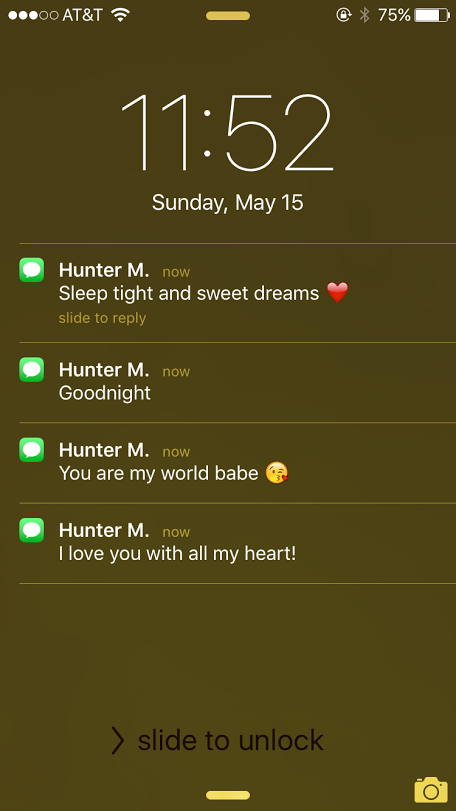 AT&T 75%
11:52
Sunday, May 15
Hunter M. now
Sleep tight and sweet dreams ❤️
slide to reply
Hunter M. now
Goodnight
Hunter M. now
You are my world babe 😘
Hunter M. now
I love you with all my heart!
> slide to unlock